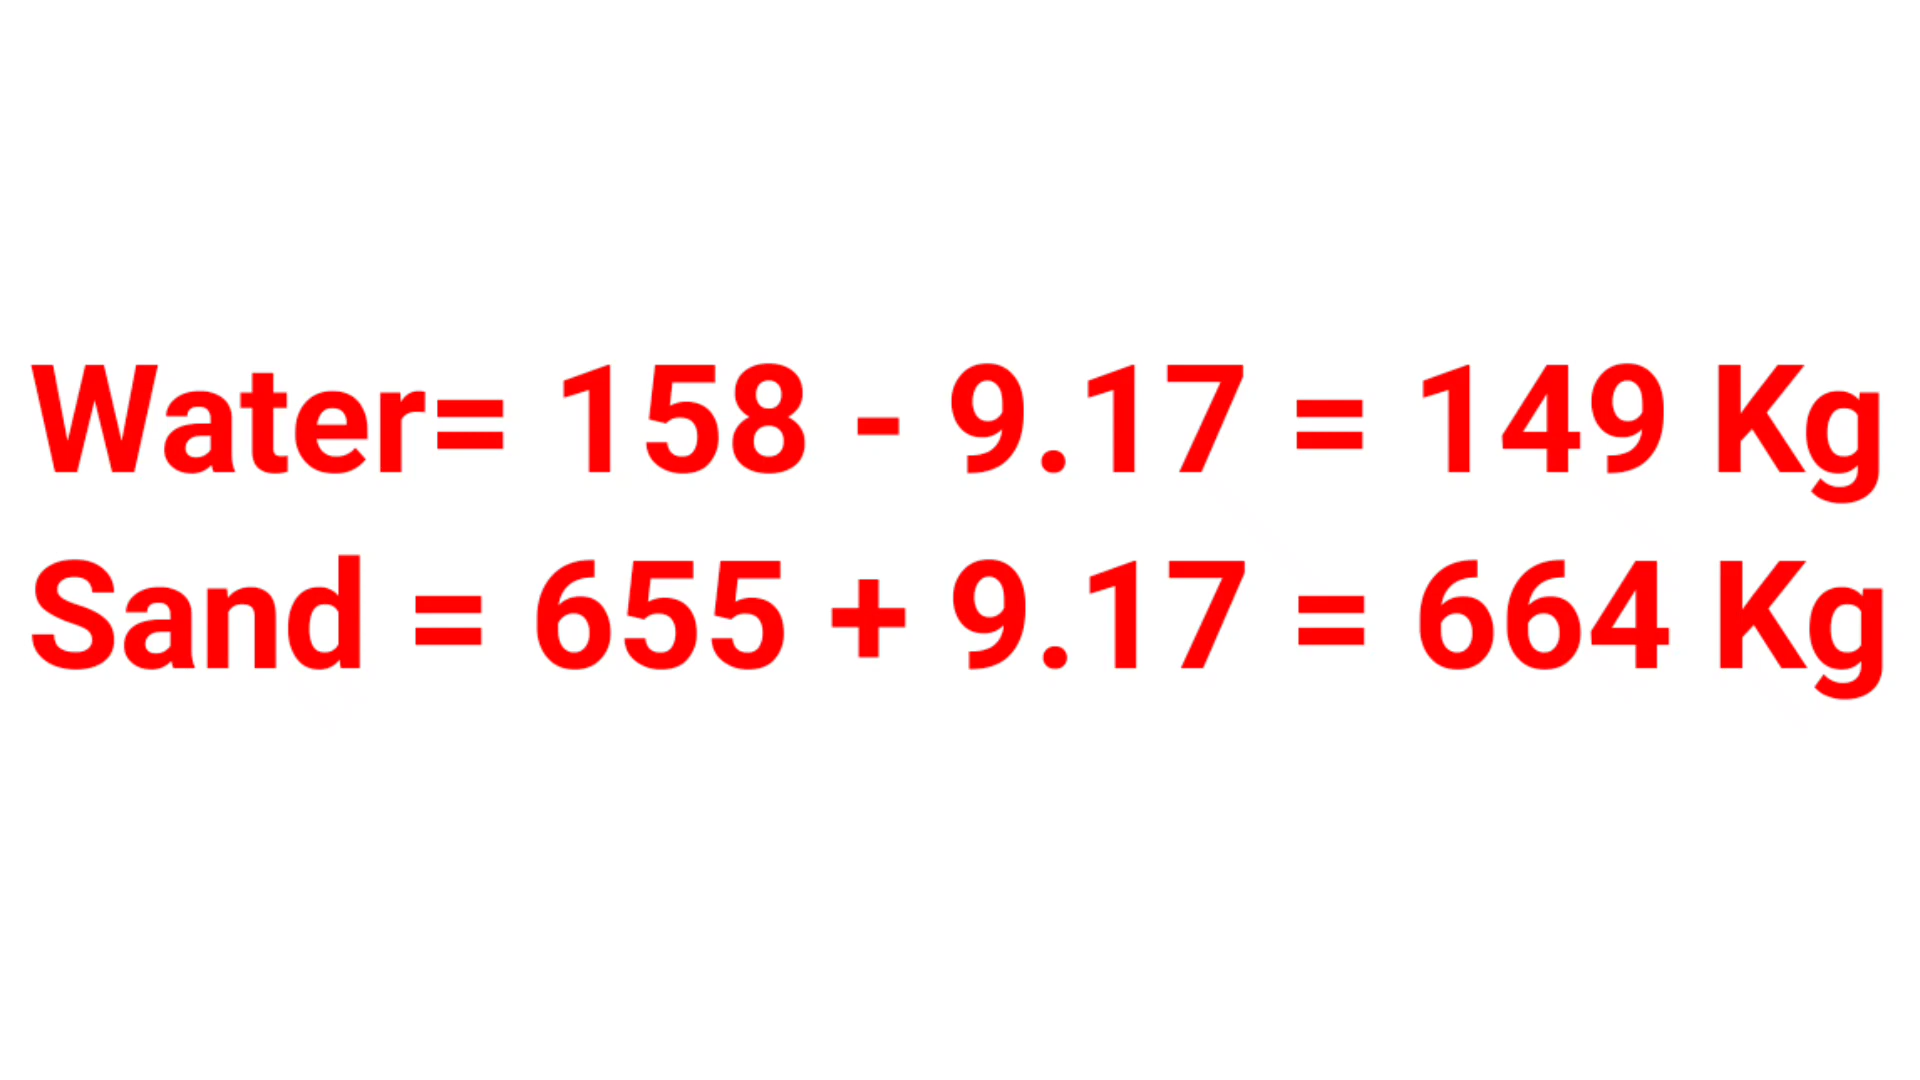 Water= 158 - 9.17 = 149 Kg
Sand = 655 + 9.17 = 664 Kg